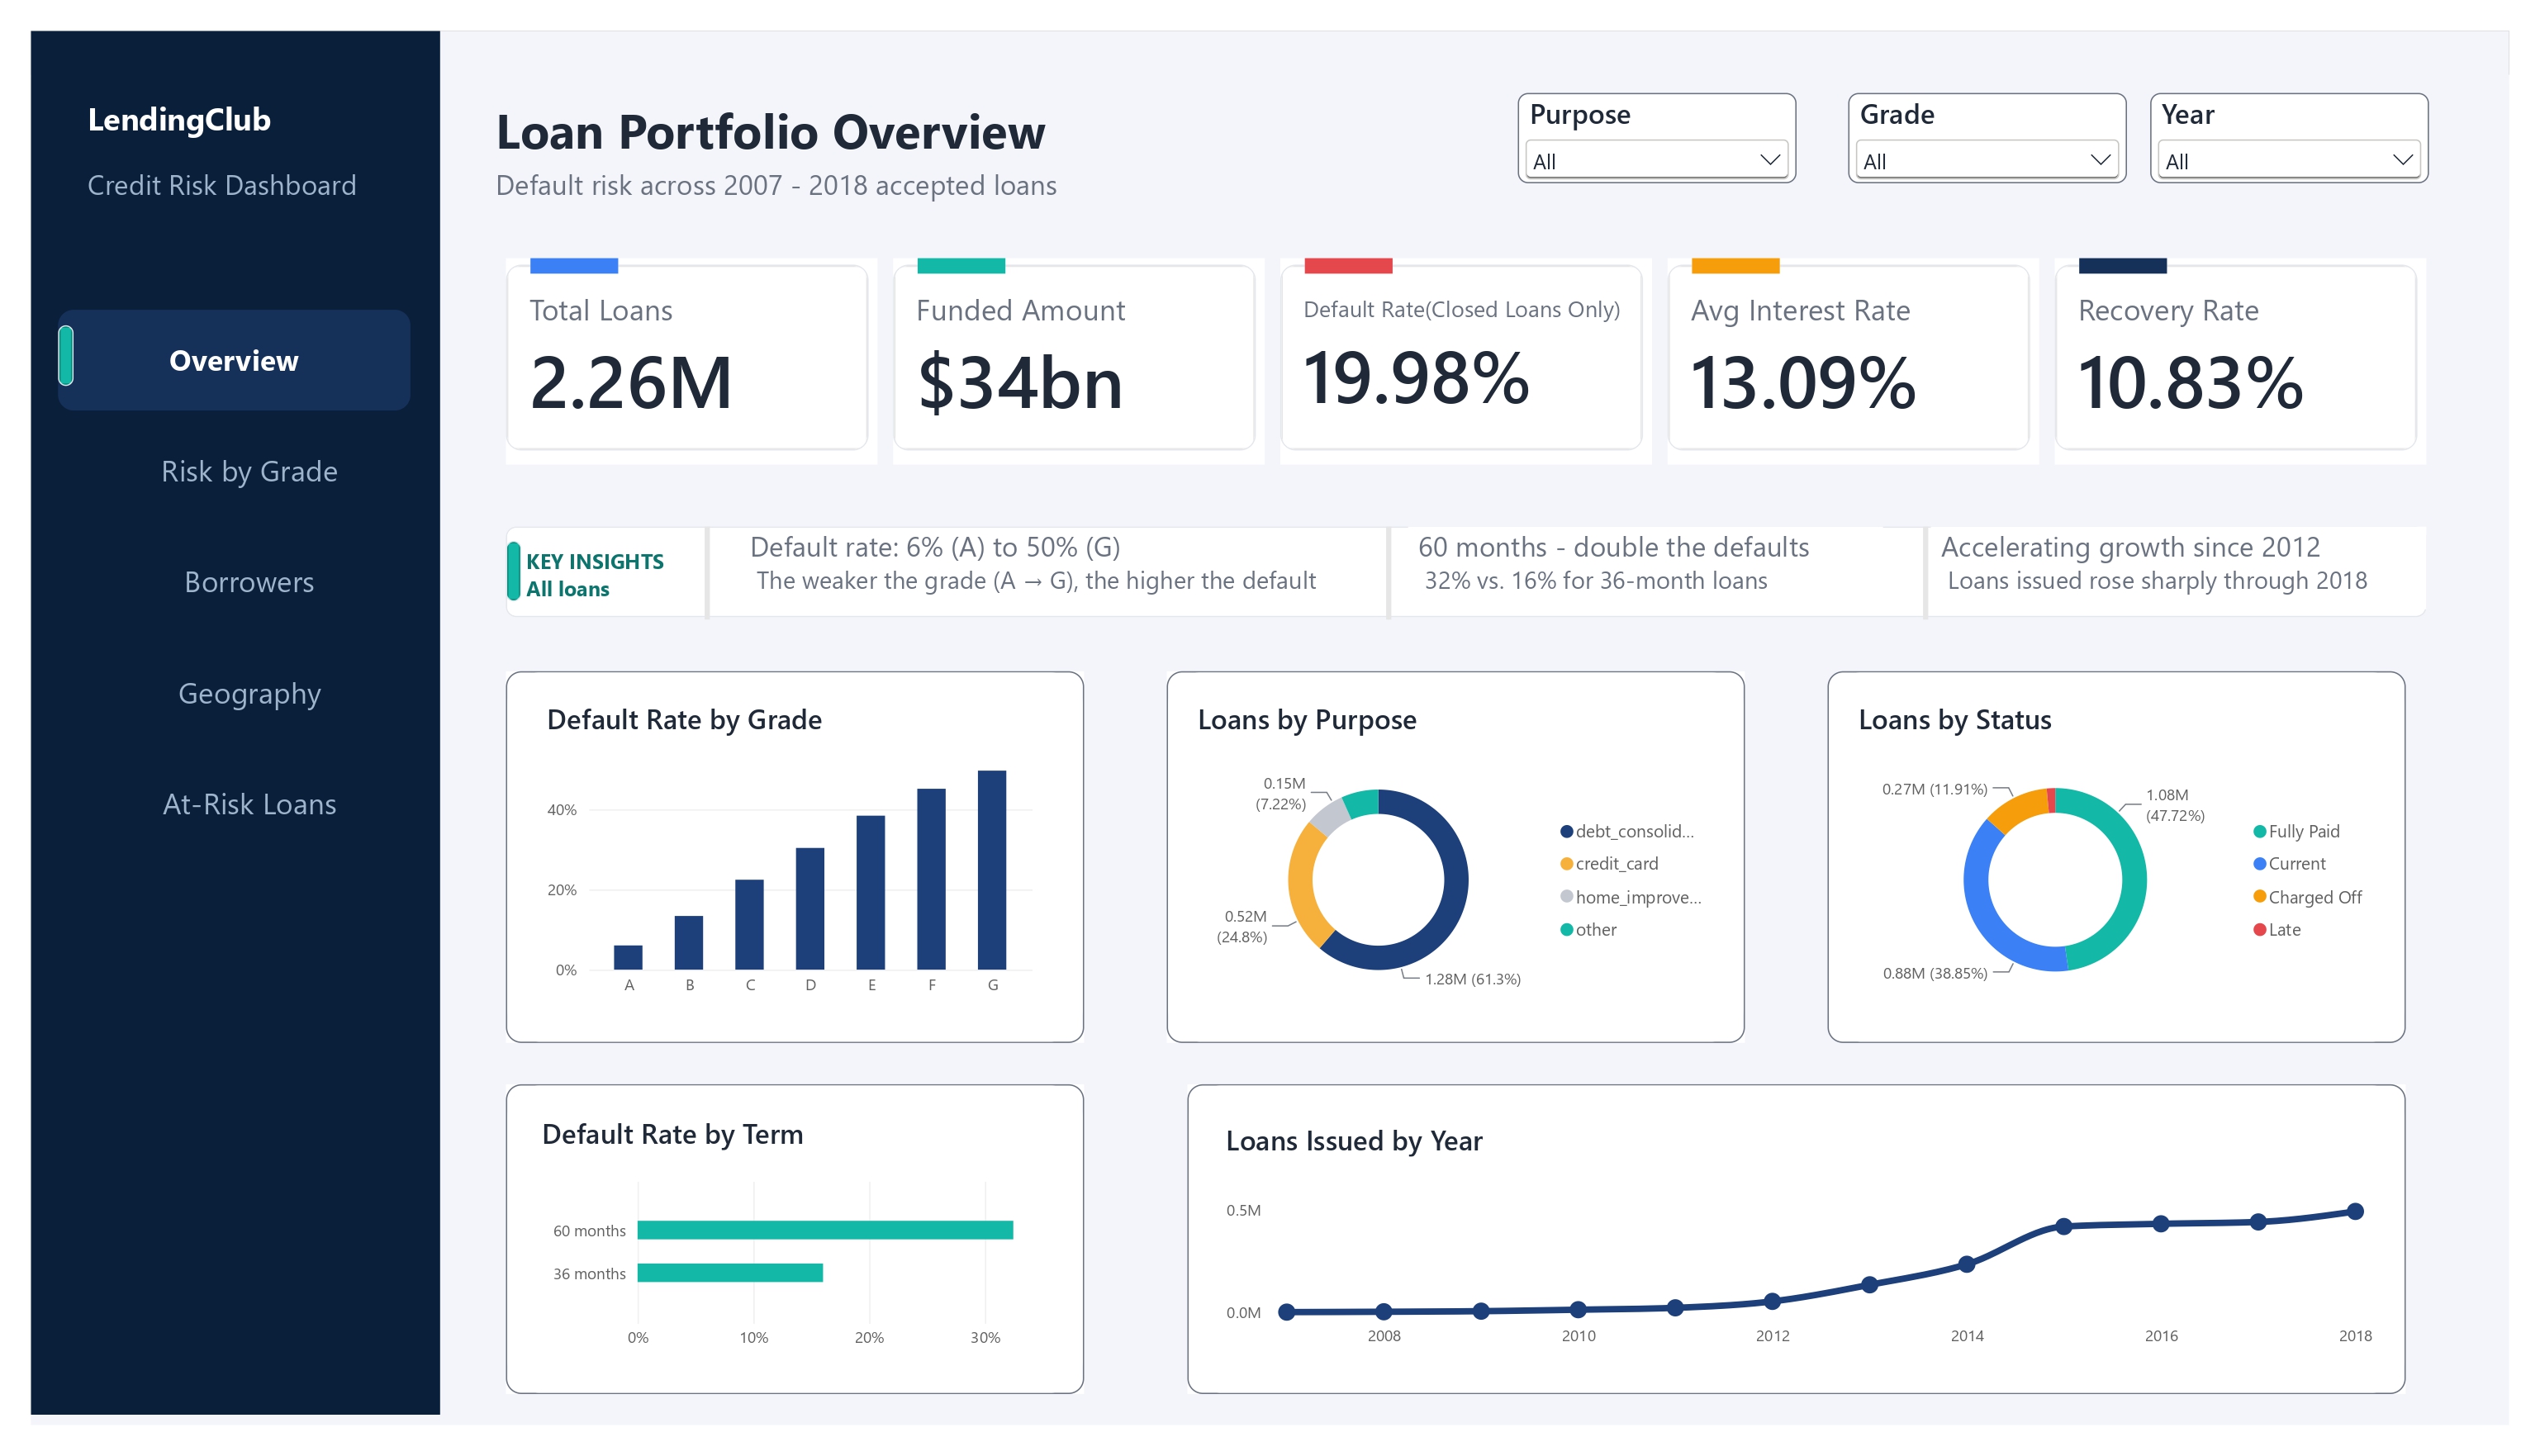 LendingClub
Credit Risk Dashboard
Overview
Risk by Grade
Borrowers
Geography
At-Risk Loans
Loan Portfolio Overview
Default risk across 2007 - 2018 accepted loans
Purpose
All
Grade
All
Year
All
Total Loans
2.26M
Funded Amount
$34bn
Default Rate(Closed Loans Only)
19.98%
Avg Interest Rate
13.09%
Recovery Rate
10.83%
KEY INSIGHTS
All loans
Default rate: 6% (A) to 50% (G)
The weaker the grade (A → G), the higher the default
60 months - double the defaults
32% vs. 16% for 36-month loans
Accelerating growth since 2012
Loans issued rose sharply through 2018
Default Rate by Grade
40%
20%
0%
A B C D E F G
Loans by Purpose
0.15M
(7.22%)
0.52M
(24.8%)
1.28M (61.3%)
debt_consolid...
credit_card
home_improve...
other
Loans by Status
0.27M (11.91%)
1.08M
(47.72%)
0.88M (38.85%)
Fully Paid
Current
Charged Off
Late
Default Rate by Term
60 months
36 months
0% 10% 20% 30%
Loans Issued by Year
0.5M
0.0M
2008 2010 2012 2014 2016 2018